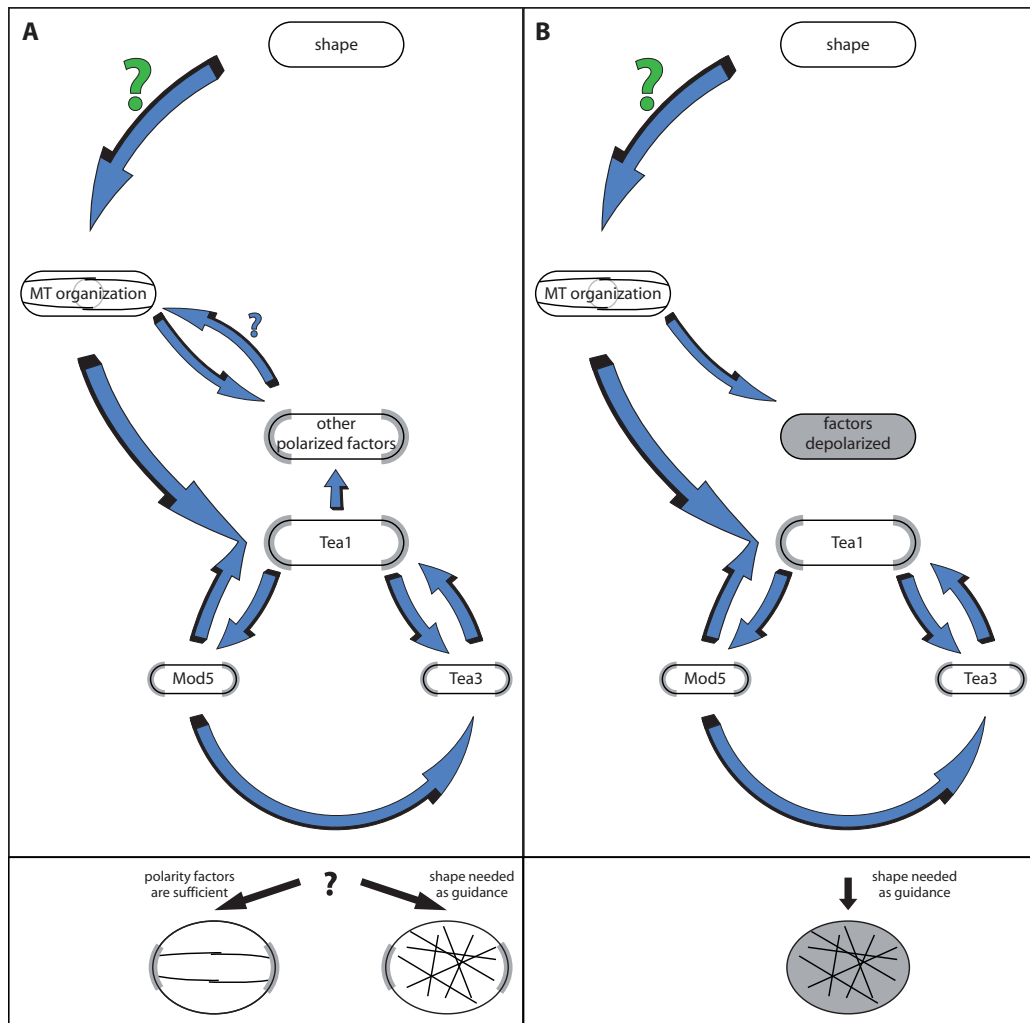 A
shape
?
MT organization
?
other
polarized factors
Tea1
Mod5
Tea3
polarity factors
are sufficient
?
shape needed
as guidance
B
shape
?
MT organization
factors
depolarized
Tea1
Mod5
Tea3
shape needed
as guidance